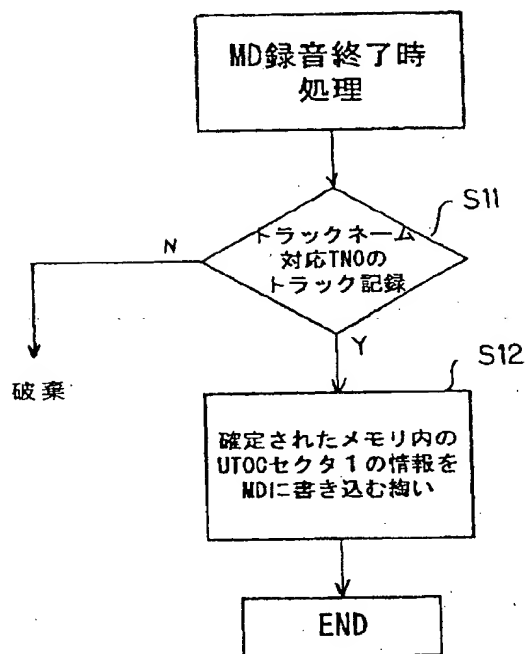 MD録音終了時
処理
S11
トラックネーム
対応TNOの
トラック記録
N
Y
破棄
S12
確定されたメモリ内の
UTOCセクタ1の情報を
MDに書き込む掏い
END